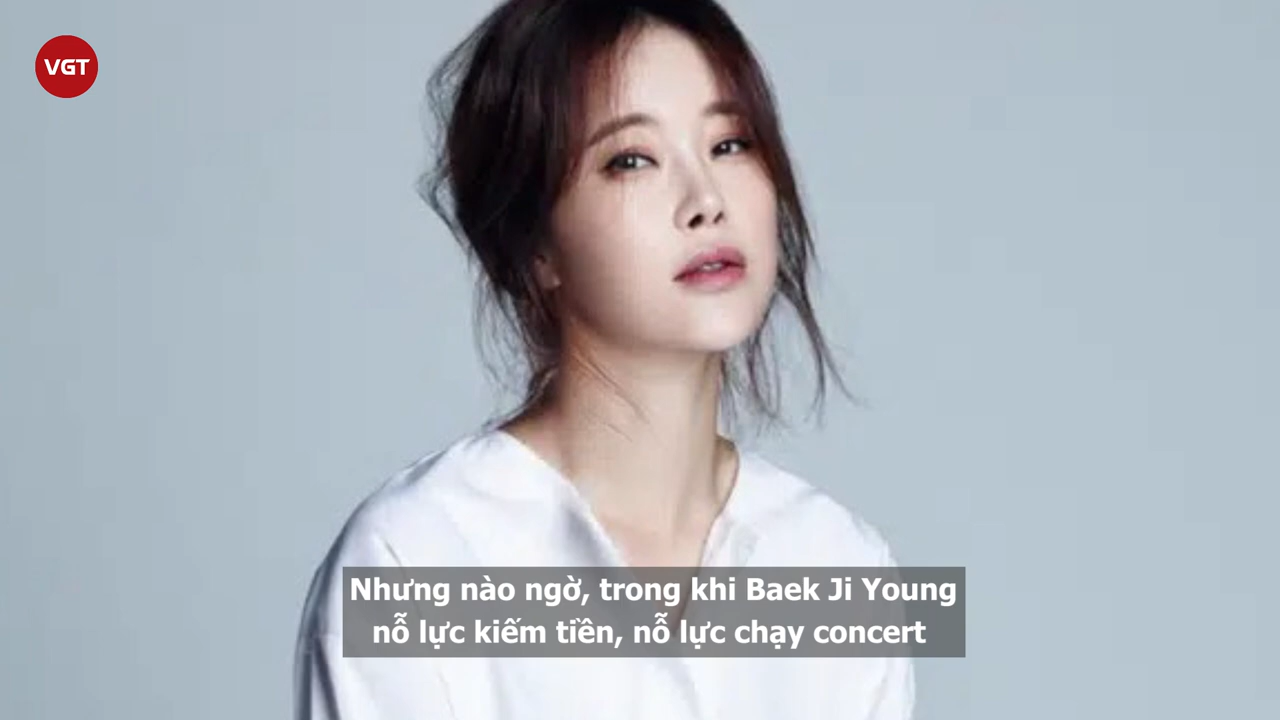 VGT
Nhưng nào ngờ, trong khi Baek Ji Young
nỗ lực kiếm tiền, nỗ lực chạy concert